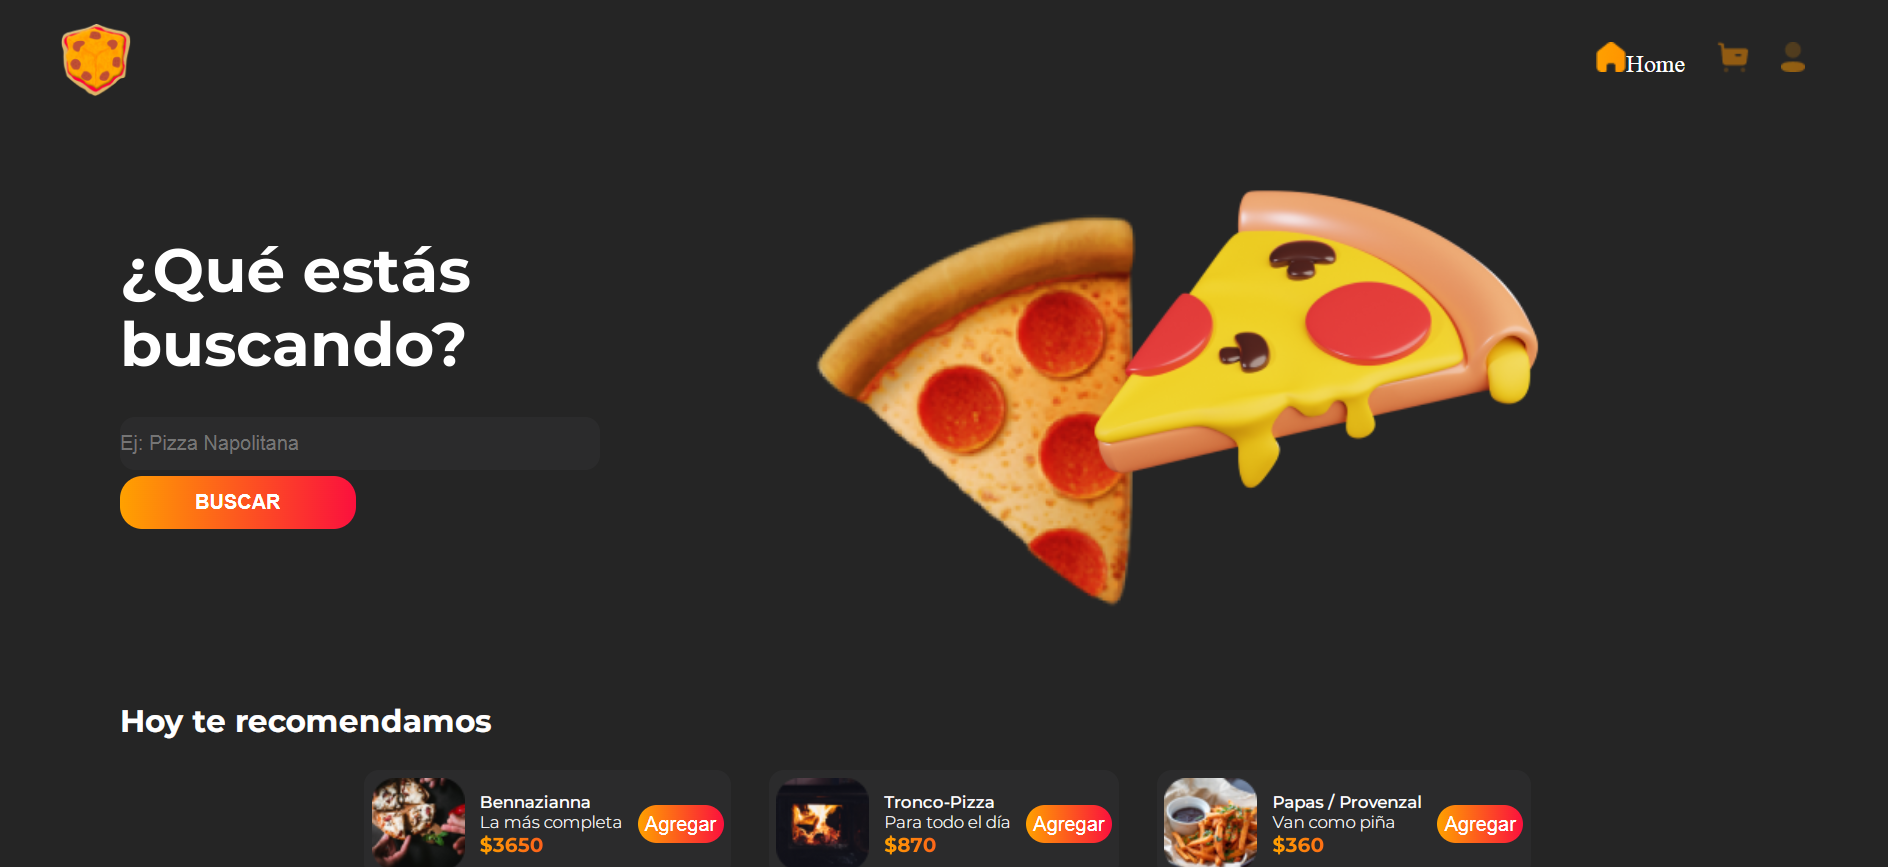 Home
¿Qué estás
buscando?
Ej: Pizza Napolitana
BUSCAR
Hoy te recomendamos
Bennazianna
La más completa
$3650
Agregar
Tronco-Pizza
Para todo el día
$870
Agregar
Papas / Provenzal
Van como piña
$360
Agregar